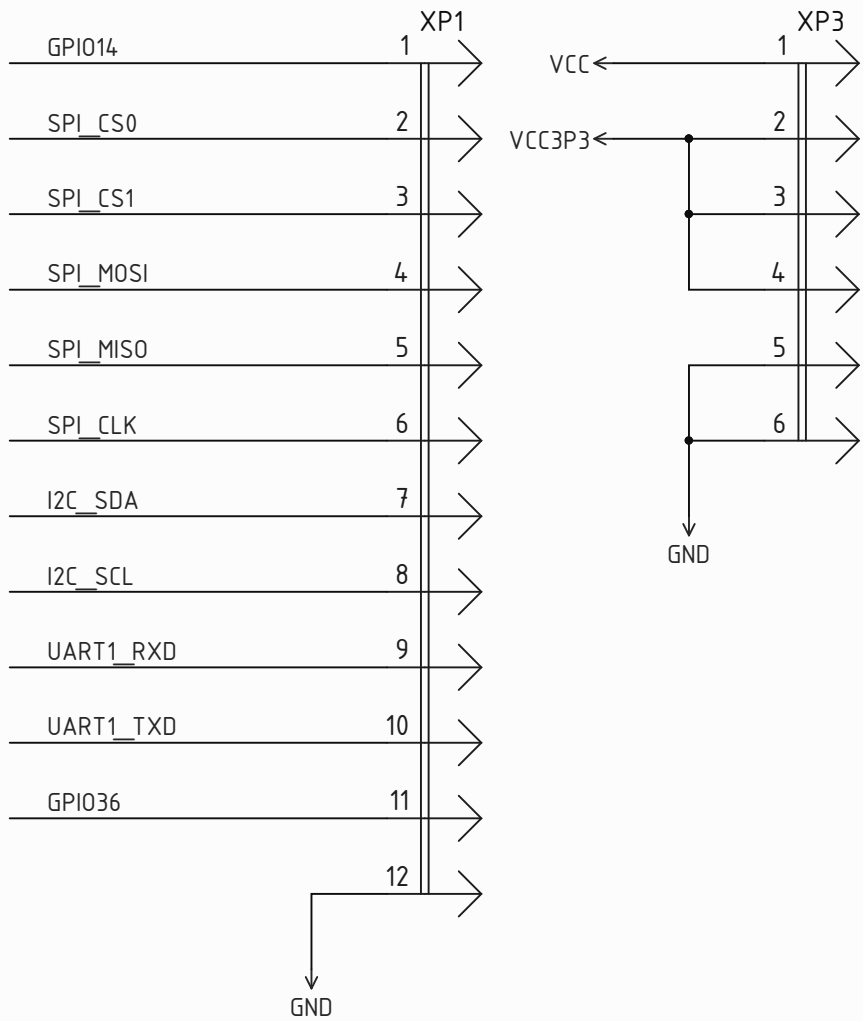 XP1
GPIO14 1
SPI_CS0 2
SPI_CS1 3
SPI_MOSI 4
SPI_MISO 5
SPI_CLK 6
I2C_SDA 7
I2C_SCL 8
UART1_RXD 9
UART1_TXD 10
GPIO36 11
12
GND
XP3
VCC 1
VCC3P3 2
3
4
5
6
GND